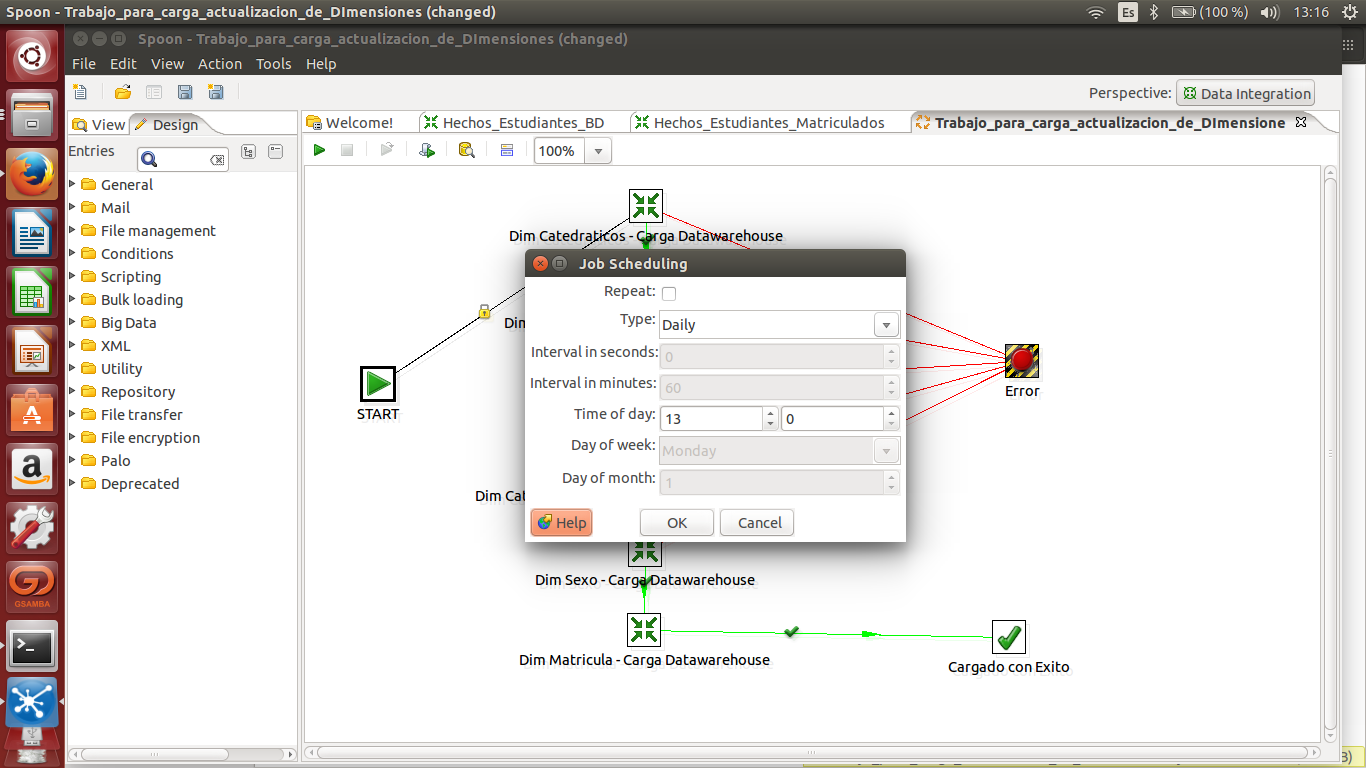 Spoon - Trabajo_para_carga_actualizacion_de_DImensiones (changed)
Es
(100 %)
13:16
Spoon - Trabajo_para_carga_actualizacion_de_DImensiones (changed)
File Edit View Action Tools Help
Perspective: Data Integration
View Design
Welcome! Hechos_Estudiantes_BD Hechos_Estudiantes_Matriculados Trabajo_para_carga_actualizacion_de_DImensione
Entries
100%
General
Mail
File management
Conditions
Scripting
Bulk loading
Big Data
XML
Utility
Repository
File transfer
File encryption
Palo
Deprecated
Dim Catedraticos - Carga Datawarehouse
START
Error
Dim Sexo - Carga Datawarehouse
Dim Matricula - Carga Datawarehouse
Cargado con Exito
Job Scheduling
Repeat:
Type: Daily
Interval in seconds: 0
Interval in minutes: 60
Time of day: 13 0
Day of week: Monday
Day of month: 1
Help OK Cancel
GSAMBA